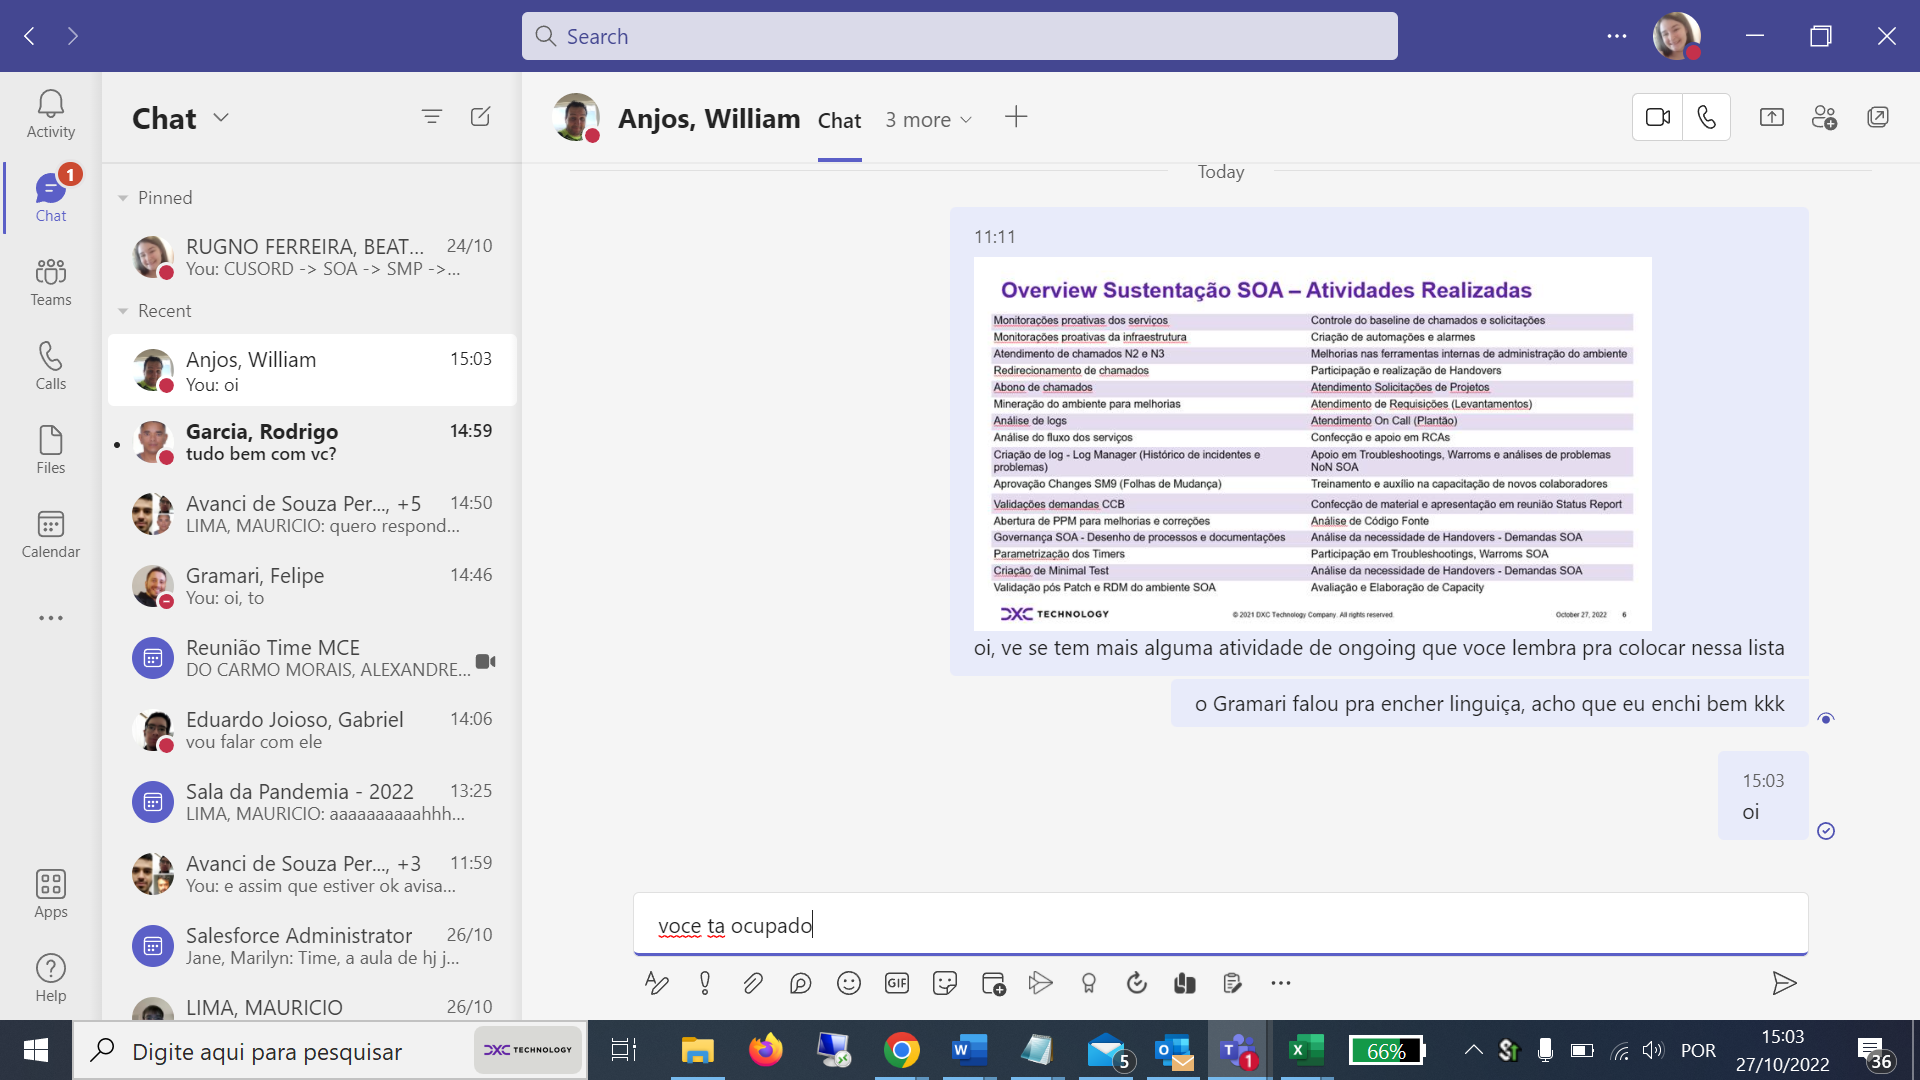 Search
Activity
1
Chat
Teams
Calls
Files
Calendar
Apps
Help
Chat
Pinned
RUGNO FERREIRA, BEAT... 24/10
You: CUSORD -> SOA -> SMP ->...
Recent
Anjos, William 15:03
You: oi
Garcia, Rodrigo 14:59
tudo bem com vc?
Avanci de Souza Per..., +5 14:50
LIMA, MAURICIO: quero respond...
Gramari, Felipe 14:46
You: oi, to
Reunião Time MCE
DO CARMO MORAIS, ALEXANDRE...
Eduardo Joioso, Gabriel 14:06
vou falar com ele
Sala da Pandemia - 2022 13:25
LIMA, MAURICIO: aaaaaaaaaahhh...
Avanci de Souza Per..., +3 11:59
You: e assim que estiver ok avisa...
Salesforce Administrator 26/10
Jane, Marilyn: Time, a aula de hj j...
LIMA, MAURICIO 26/10
Anjos, William Chat 3 more
Today
11:11
Overview Sustentação SOA – Atividades Realizadas
Monitorações proativas dos serviços Controle do baseline de chamados e solicitações
Monitorações proativas da infraestrutura Criação de automações e alarmes
Atendimento de chamados N2 e N3 Melhorias nas ferramentas internas de administração do ambiente
Redirecionamento de chamados Participação e realização de Handovers
Abono de chamados Atendimento Solicitações de Projetos
Mineração do ambiente para melhorias Atendimento de Requisições (Levantamentos)
Análise de logs Atendimento On Call (Plantão)
Análise do fluxo dos serviços Confecção e apoio em RCAs
Criação de log - Log Manager (Histórico de incidentes e Apoio em Troubleshootings, Warroms e análises de problemas
problemas) NoN SOA
Aprovação Changes SM9 (Folhas de Mudança) Treinamento e auxílio na capacitação de novos colaboradores
Validações demandas CCB Confecção de material e apresentação em reunião Status Report
Abertura de PPM para melhorias e correções Análise de Código Fonte
Governança SOA - Desenho de processos e documentações Análise da necessidade de Handovers - Demandas SOA
Parametrização dos Timers Participação em Troubleshootings, Warroms SOA
Criação de Minimal Test Análise da necessidade de Handovers - Demandas SOA
Validação pós Patch e RDM do ambiente SOA Avaliação e Elaboração de Capacity
DXC TECHNOLOGY © 2021 DXC Technology Company. All rights reserved. October 27, 2022 6
oi, ve se tem mais alguma atividade de ongoing que voce lembra pra colocar nessa lista
o Gramari falou pra encher linguiça, acho que eu enchi bem kkk
15:03
oi
voce ta ocupado
GIF
Digite aqui para pesquisar
DXC TECHNOLOGY
W
5
O
T
1
X
66%
POR
15:03
27/10/2022
36